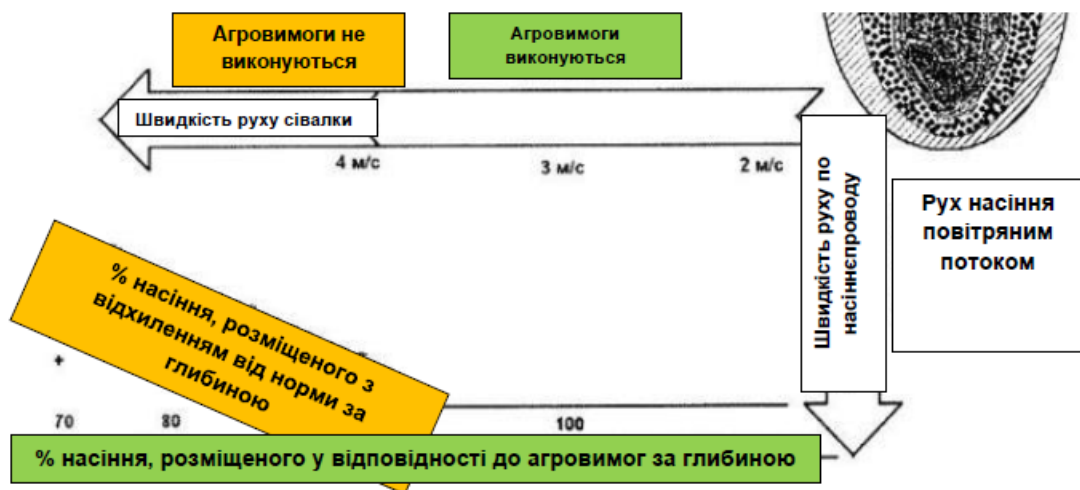 Агровимоги не
виконуються
Агровимоги
виконуються
Швидкість руху сівалки
4 м/с
3 м/с
2 м/с
Швидкість руху по
насіннєпроводу
Рух насіння
повітряним
потоком
% насіння, розміщеного з
відхиленням від норми за
глибиною
+
70
80
100
% насіння, розміщеного у відповідності до агровимог за глибиною